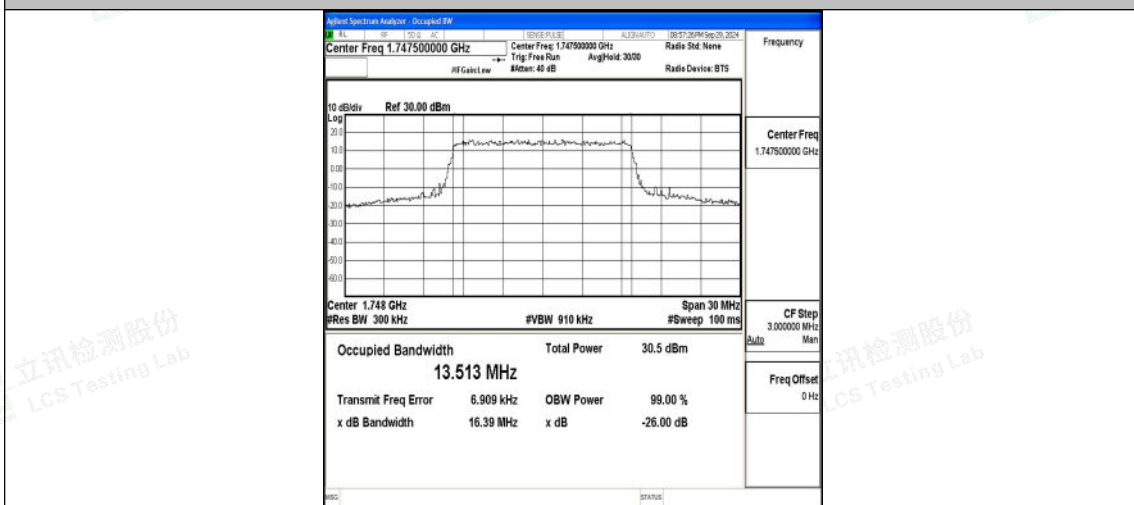 Agilent Spectrum Analyzer - Occupied BW
RL RF 50 Ω AC SENSE:PULSE ALIGNAUTO 08:57:26PM Sep 29, 2024
Center Freq 1.747500000 GHz
Center Freq: 1.747500000 GHz
Radio Std: None
Trig: Free Run
Avg|Hold: 30/30
#IFGain:Low
#Atten: 40 dB
Radio Device: BTS
Frequency
10 dB/div
Ref 30.00 dBm
Log
20.0
10.0
0.00
-10.0
-20.0
-30.0
-40.0
-50.0
-60.0
Center Freq
1.747500000 GHz
Center 1.748 GHz
Span 30 MHz
#Res BW 300 kHz
#VBW 910 kHz
#Sweep 100 ms
CF Step
3.000000 MHz
Auto Man
Occupied Bandwidth
13.513 MHz
Total Power
30.5 dBm
Transmit Freq Error
6.909 kHz
OBW Power
99.00 %
x dB Bandwidth
16.39 MHz
x dB
-26.00 dB
Freq Offset
0 Hz
MSG
STATUS
立讯检测股份
LCS Testing Lab
立讯检测股份
LCS Testing Lab